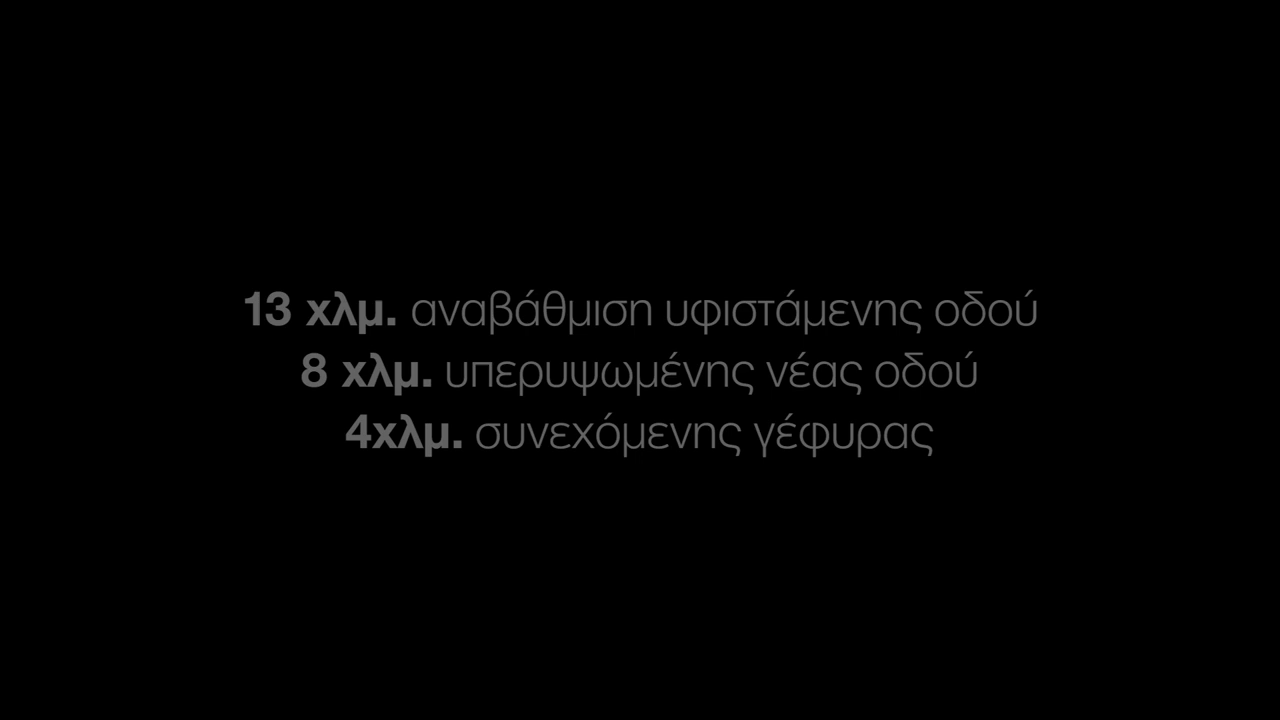 13 χλμ. αναβάθμιση υφιστάμενης οδού
8 χλμ. υπερυψωμένης νέας οδού
4χλμ. συνεχόμενης γέφυρας